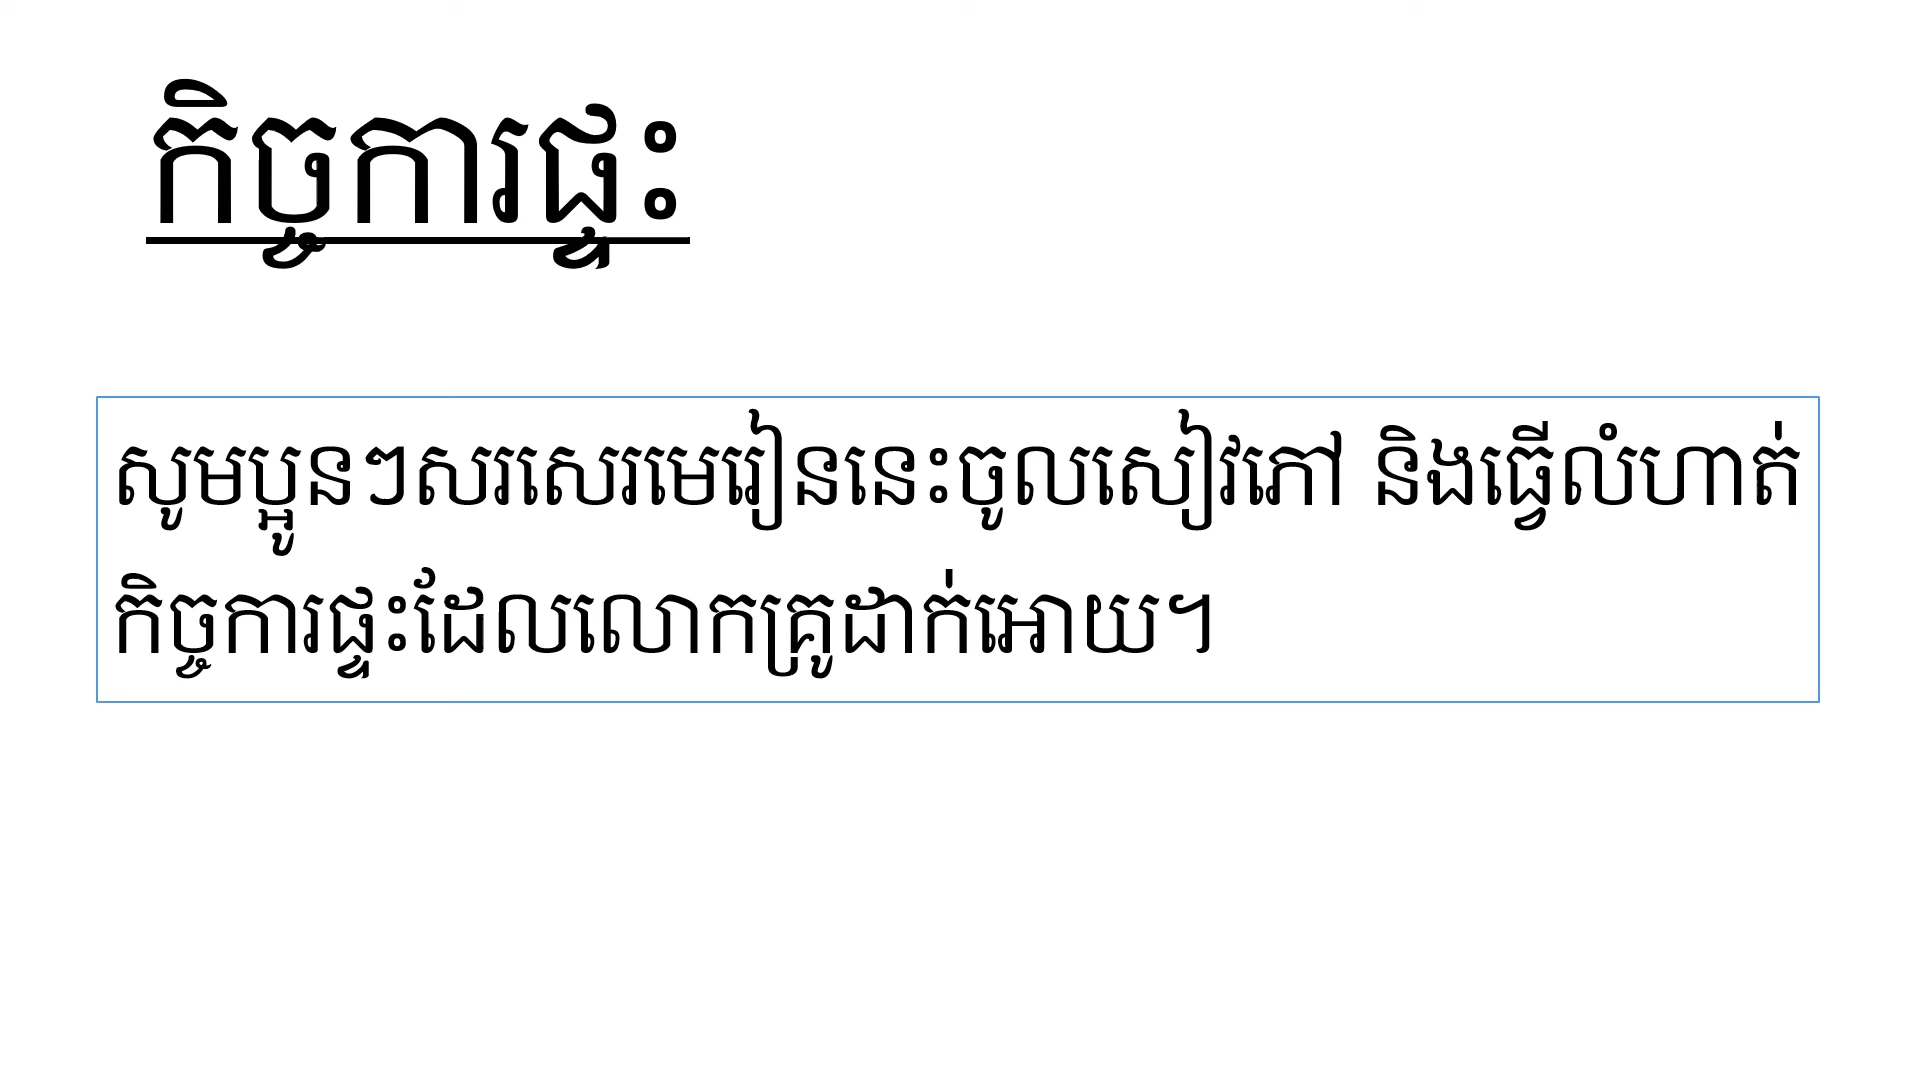 កិច្ចការផ្ទះ
សូមប្អូនៗសរសេរមេរៀននេះចូលសៀវភៅ និងធ្វើលំហាត់
កិច្ចការផ្ទះដែលលោកគ្រូដាក់អោយ។